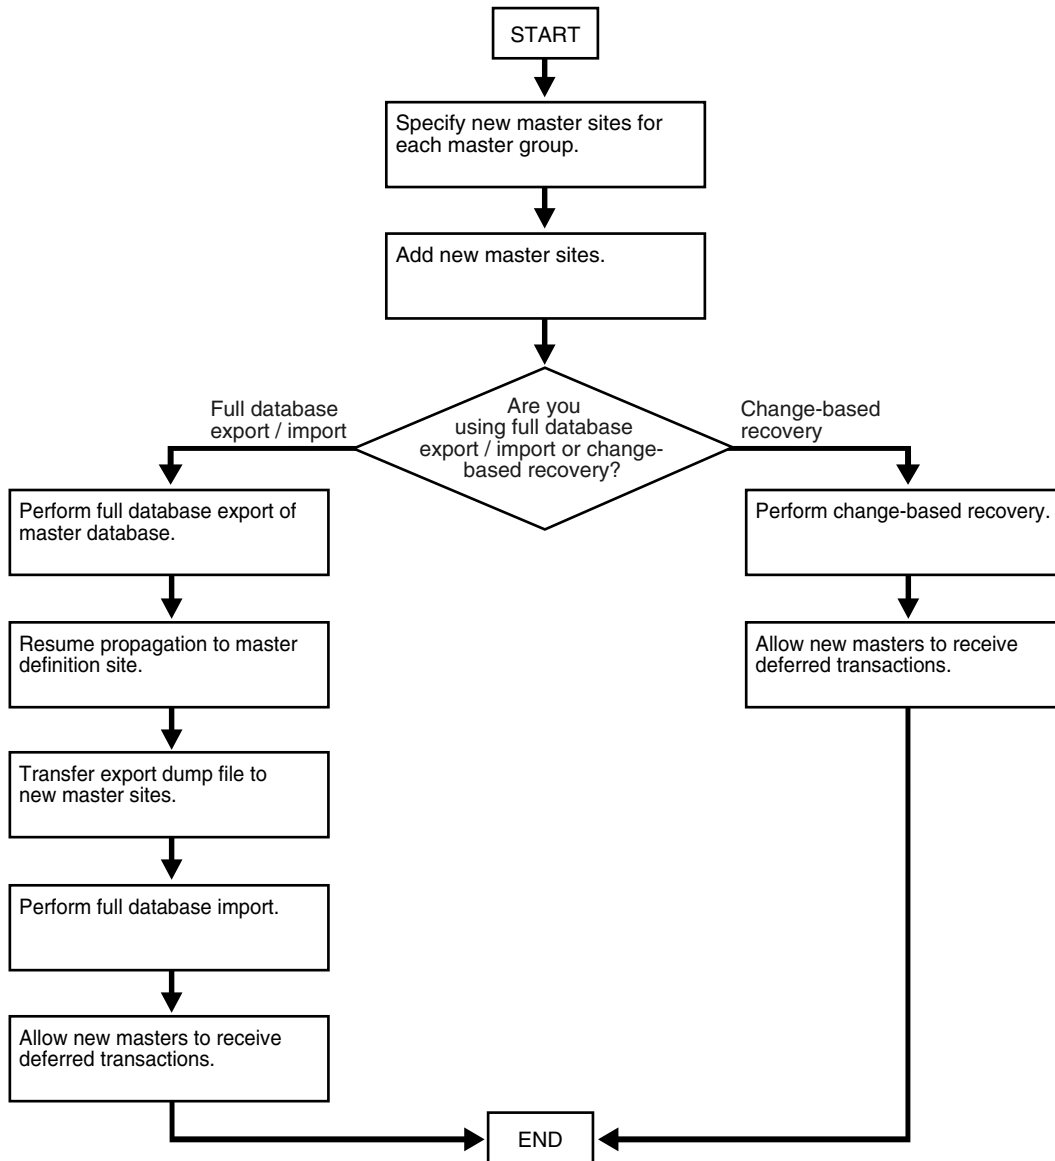 START
Specify new master sites for
each master group.
Add new master sites.
Are you
using full database
export / import or change-
based recovery?
Full database
export / import
Change-based
recovery
Perform full database export of
master database.
Resume propagation to master
definition site.
Transfer export dump file to
new master sites.
Perform full database import.
Allow new masters to receive
deferred transactions.
Perform change-based recovery.
Allow new masters to receive
deferred transactions.
END